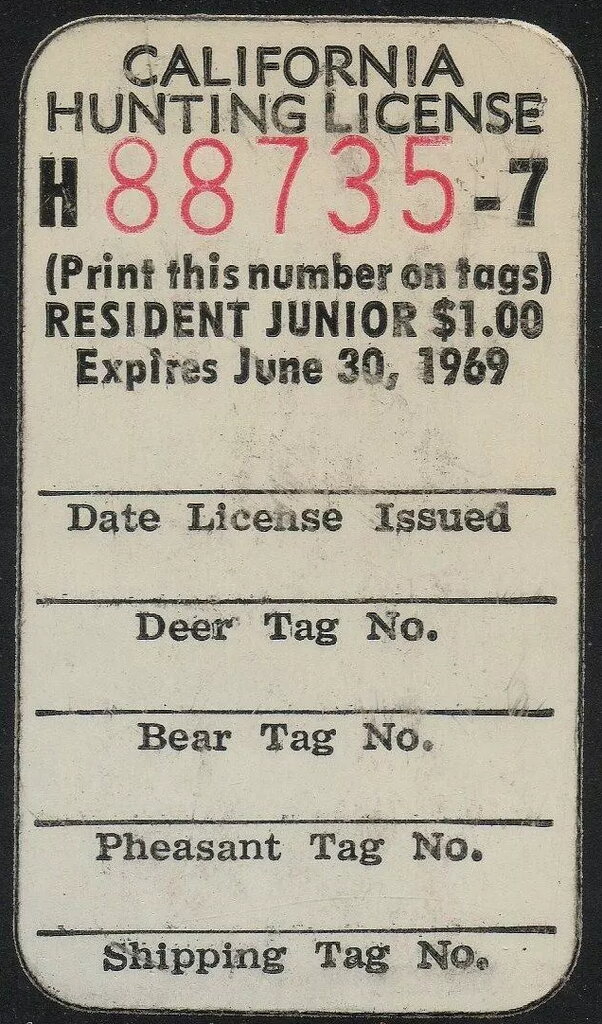 CALIFORNIA
HUNTING LICENSE
H 88735-7
(Print this number on tags)
RESIDENT JUNIOR $1.00
Expires June 30, 1969
Date License Issued
Deer Tag No.
Bear Tag No.
Pheasant Tag No.
Shipping Tag No.